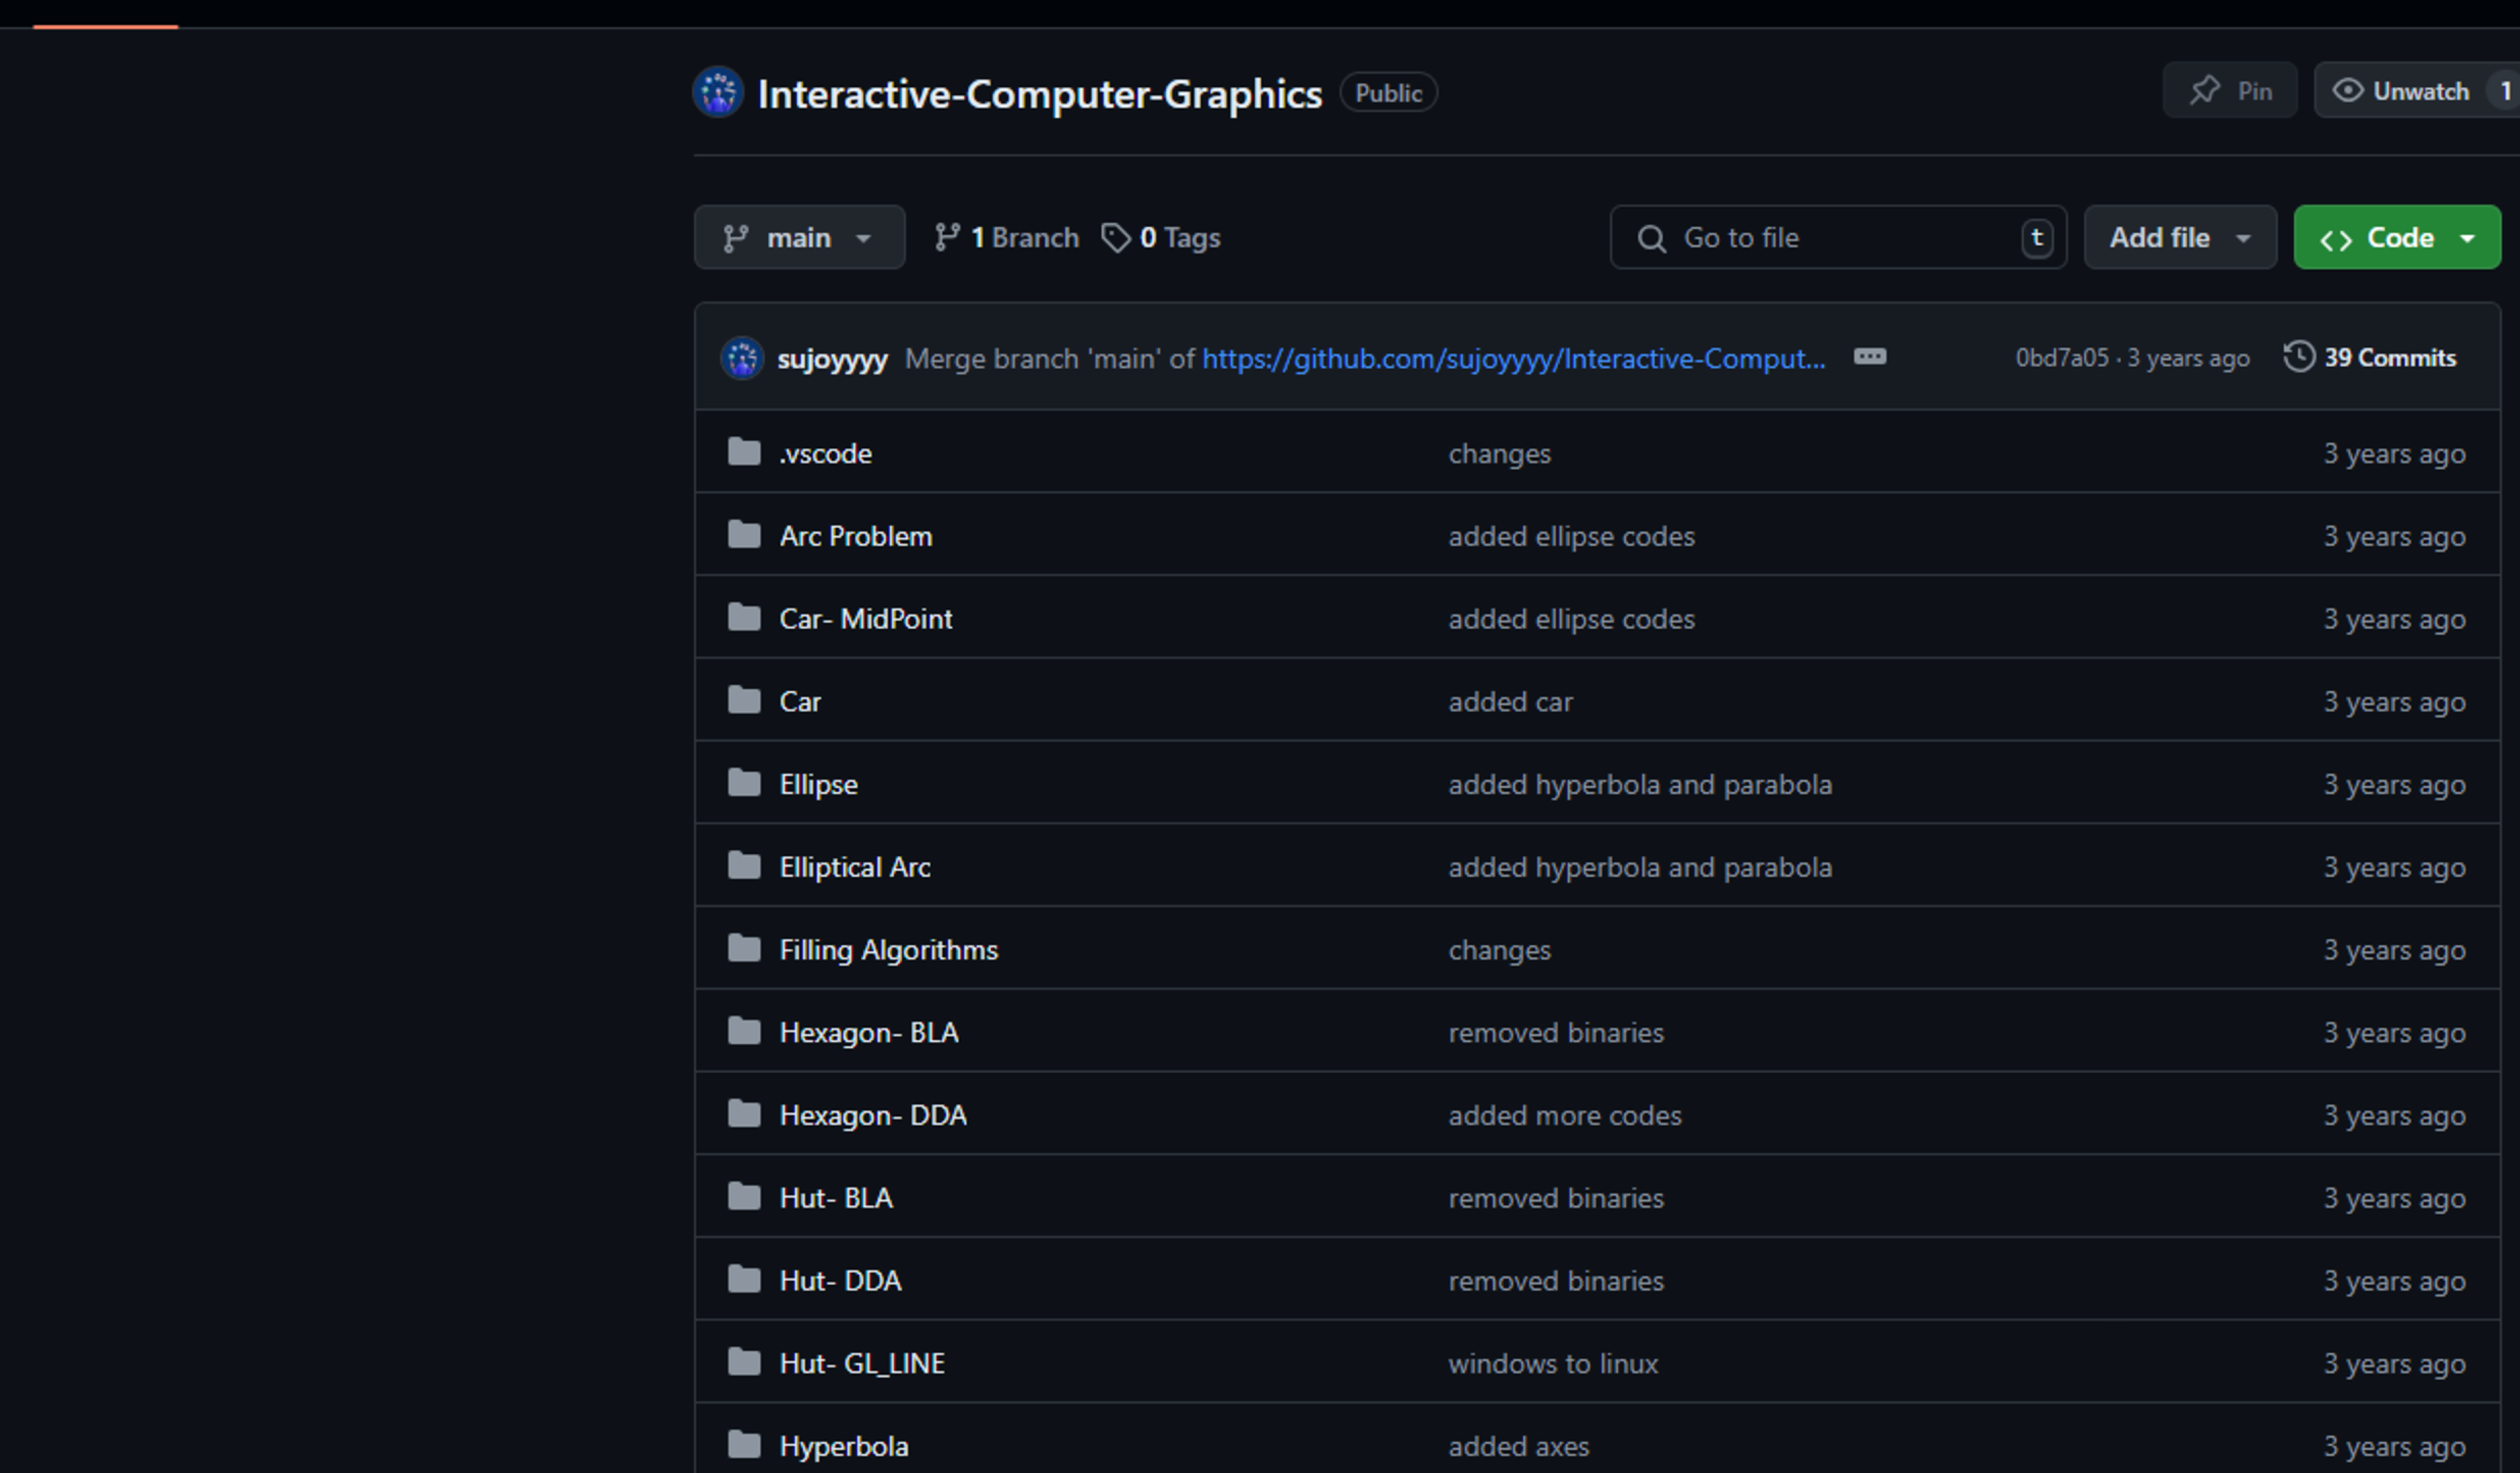 Interactive-Computer-Graphics Public Pin Unwatch 1
main 1 Branch 0 Tags Go to file t Add file Code
sujoyyyy Merge branch 'main' of https://github.com/sujoyyyy/Interactive-Comput... 0bd7a05 · 3 years ago 39 Commits
.vscode changes 3 years ago
Arc Problem added ellipse codes 3 years ago
Car- MidPoint added ellipse codes 3 years ago
Car added car 3 years ago
Ellipse added hyperbola and parabola 3 years ago
Elliptical Arc added hyperbola and parabola 3 years ago
Filling Algorithms changes 3 years ago
Hexagon- BLA removed binaries 3 years ago
Hexagon- DDA added more codes 3 years ago
Hut- BLA removed binaries 3 years ago
Hut- DDA removed binaries 3 years ago
Hut- GL_LINE windows to linux 3 years ago
Hyperbola added axes 3 years ago